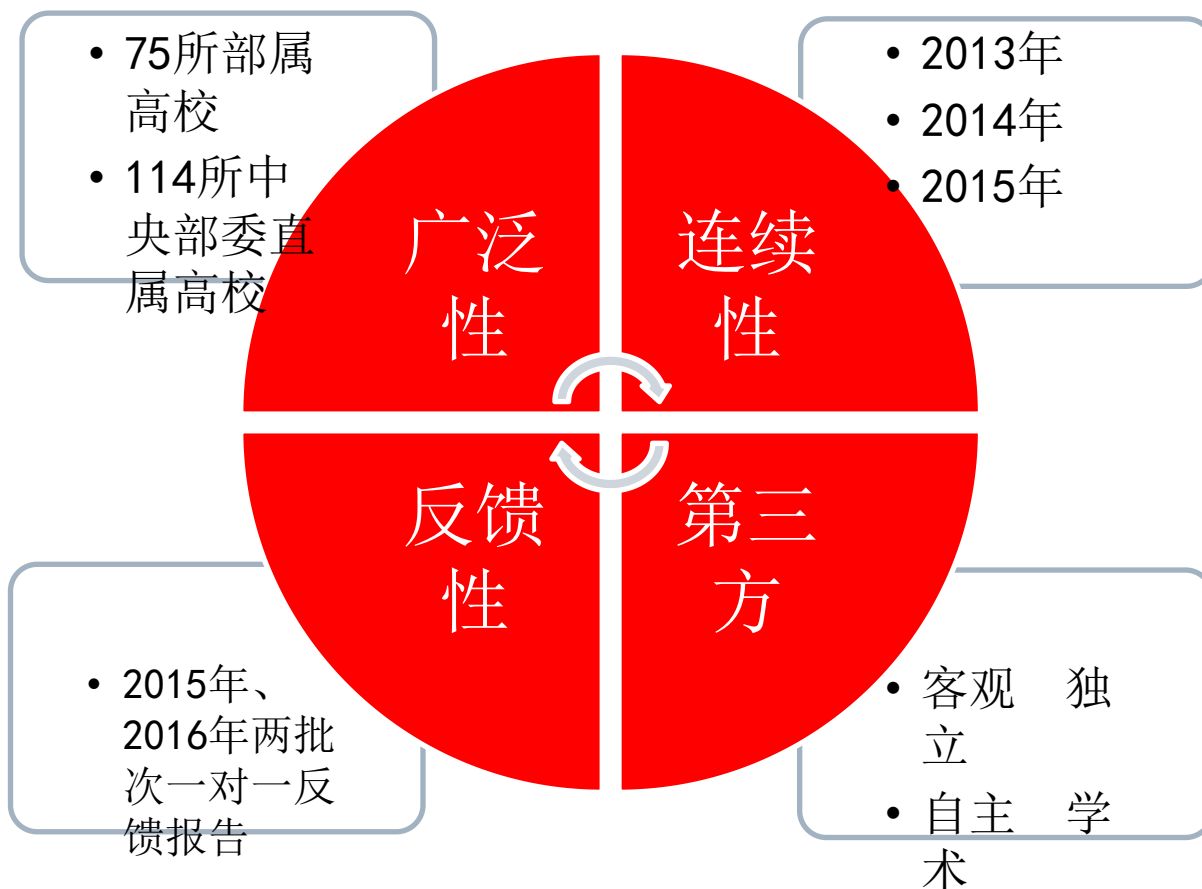 • 75所部属
高校
• 114所中
央部委直
属高校
广泛
性
• 2013年
• 2014年
• 2015年
连续
性
反馈
性
• 2015年、
2016年两批
次一对一反
馈报告
第三
方
• 客观　独
立
• 自主　学
术